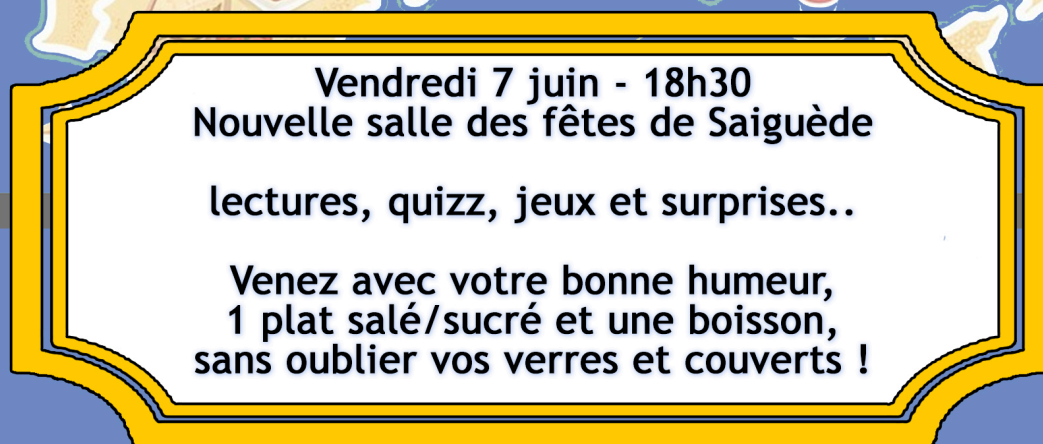 Vendredi 7 juin - 18h30
Nouvelle salle des fêtes de Saiguède
lectures, quizz, jeux et surprises..
Venez avec votre bonne humeur,
1 plat salé/sucré et une boisson,
sans oublier vos verres et couverts !